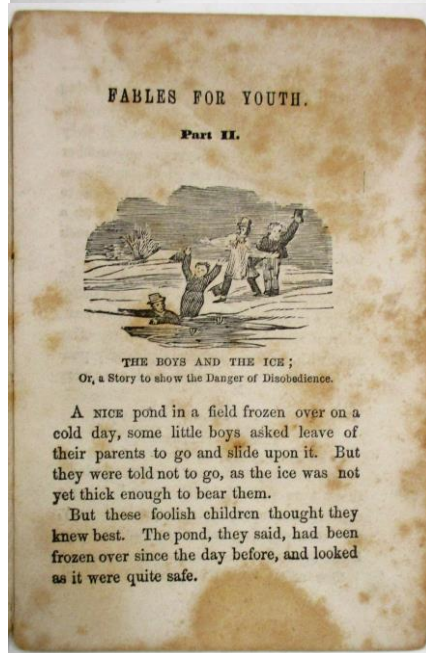 FABLES FOR YOUTH.
Part II.
THE BOYS AND THE ICE;
Or, a Story to show the Danger of Disobedience.
A NICE pond in a field frozen over on a
cold day, some little boys asked leave of
their parents to go and slide upon it. But
they were told not to go, as the ice was not
yet thick enough to bear them.
But these foolish children thought they
knew best. The pond, they said, had been
frozen over since the day before, and looked
as it were quite safe.